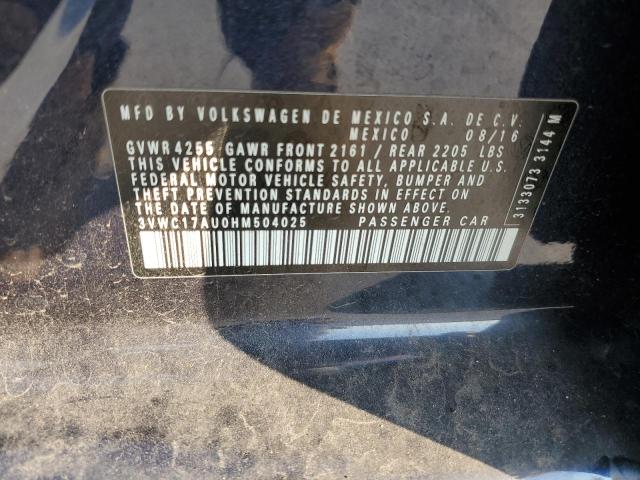 MFD BY VOLKSWAGEN DE MEXICO S.A. DE C.V.
MEXICO 08/16
GVWR 4255 GAWR FRONT 2161 / REAR 2205 LBS
THIS VEHICLE CONFORMS TO ALL APPLICABLE U.S.
FEDERAL MOTOR VEHICLE SAFETY, BUMPER AND
THEFT PREVENTION STANDARDS IN EFFECT ON
THE DATE OF MANUFACTURE SHOWN ABOVE.
3VWC17AU0HM504025 PASSENGER CAR
3133073 3144 M